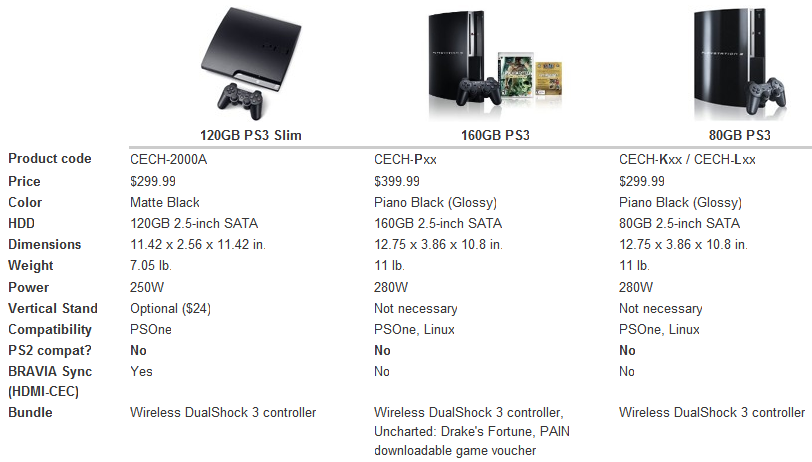 120GB PS3 Slim 160GB PS3 80GB PS3
Product code CECH-2000A CECH-Pxx CECH-Kxx / CECH-Lxx
Price $299.99 $399.99 $299.99
Color Matte Black Piano Black (Glossy) Piano Black (Glossy)
HDD 120GB 2.5-inch SATA 160GB 2.5-inch SATA 80GB 2.5-inch SATA
Dimensions 11.42 x 2.56 x 11.42 in. 12.75 x 3.86 x 10.8 in. 12.75 x 3.86 x 10.8 in.
Weight 7.05 lb. 11 lb. 11 lb.
Power 250W 280W 280W
Vertical Stand Optional ($24) Not necessary Not necessary
Compatibility PSOne PSOne, Linux PSOne, Linux
PS2 compat? No No No
BRAVIA Sync Yes No No
(HDMI-CEC)
Bundle Wireless DualShock 3 controller Wireless DualShock 3 controller, Wireless DualShock 3 controller
Uncharted: Drake's Fortune, PAIN
downloadable game voucher